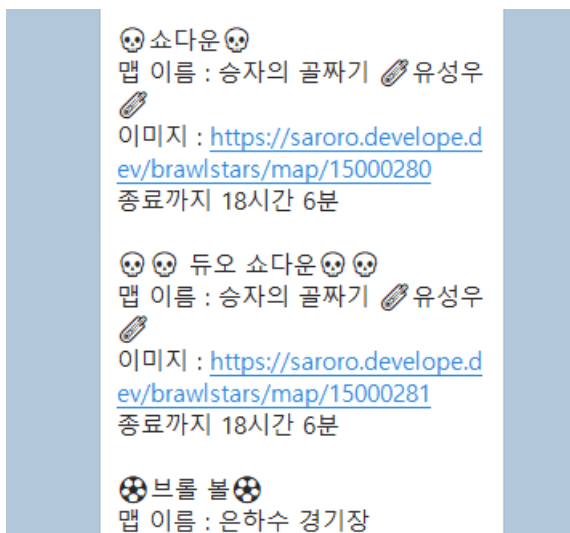 💀쇼다운💀
맵 이름 : 승자의 골짜기 ☄유성우
☄
이미지 : https://saroro.develope.d
ev/brawlstars/map/15000280
종료까지 18시간 6분
💀💀 듀오 쇼다운💀💀
맵 이름 : 승자의 골짜기 ☄유성우
☄
이미지 : https://saroro.develope.d
ev/brawlstars/map/15000281
종료까지 18시간 6분
⚽브롤 볼⚽
맵 이름 : 은하수 경기장